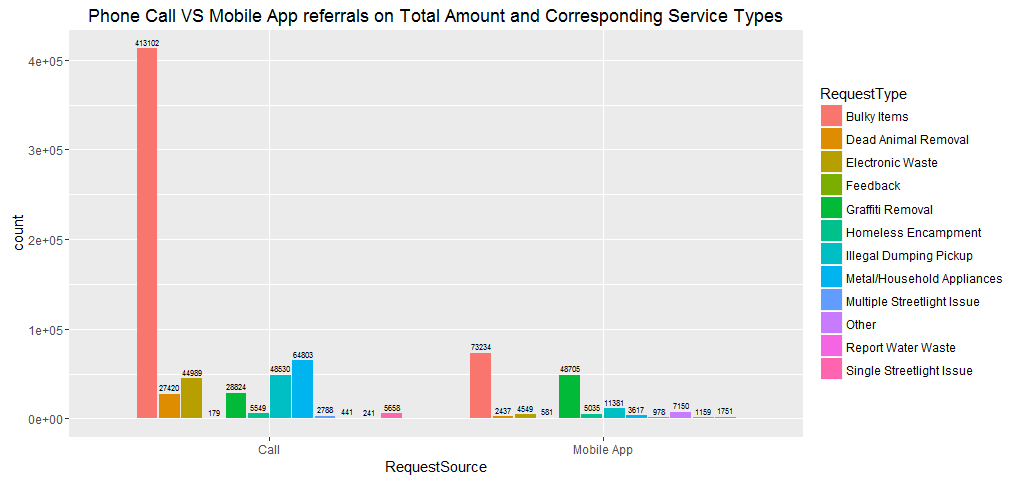 Phone Call VS Mobile App referrals on Total Amount and Corresponding Service Types
413102
27420
44989
179
28824
5549
48530
64803
2788
441
241
5658
73234
2437
4549
581
48705
5035
11381
3617
978
7150
1159
1751
4e+05
3e+05
2e+05
1e+05
0e+00
count
Call
Mobile App
RequestSource
RequestType
Bulky Items
Dead Animal Removal
Electronic Waste
Feedback
Graffiti Removal
Homeless Encampment
Illegal Dumping Pickup
Metal/Household Appliances
Multiple Streetlight Issue
Other
Report Water Waste
Single Streetlight Issue